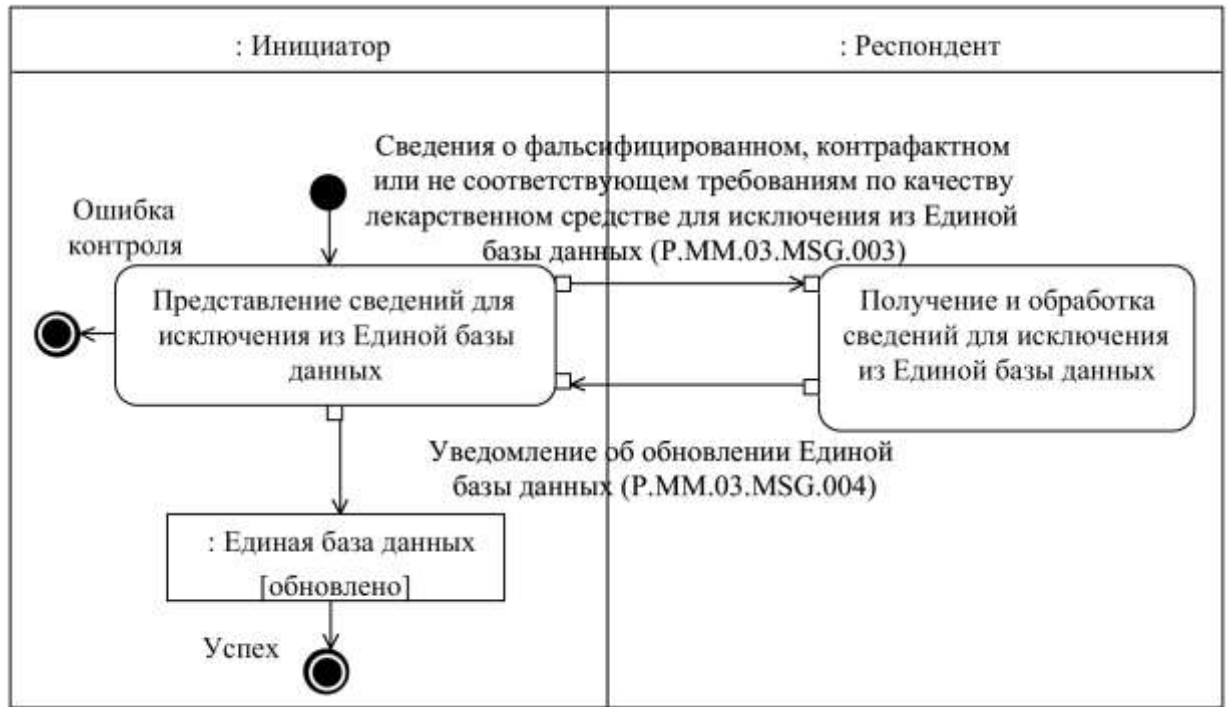 : Инициатор
: Респондент
Сведения о фальсифицированном, контрафактном
или не соответствующем требованиям по качеству
лекарственном средстве для исключения из Единой
базы данных (P.MM.03.MSG.003)
Ошибка
контроля
Представление сведений для
исключения из Единой базы
данных
Получение и обработка
сведений для исключения
из Единой базы данных
Уведомление об обновлении Единой
базы данных (P.MM.03.MSG.004)
: Единая база данных
[обновлено]
Успех